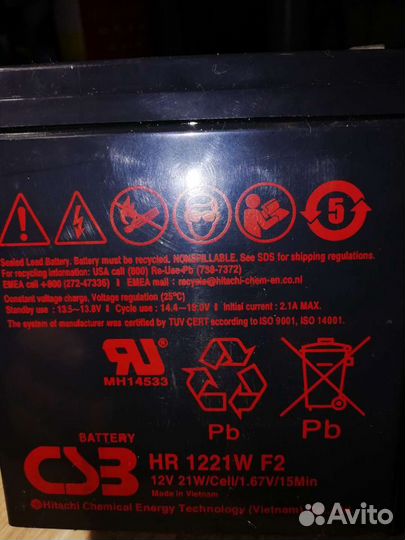 5
Sealed Lead Battery. Battery must be recycled. NONSPILLABLE. See SDS for shipping regulations.
For recycling information: USA call (800) Re-Use-Pb (738-7372)
EMEA call +800 (272-47336) | EMEA mail : recycle@hitachi-chem-en.co.nl
Constant voltage charge, Voltage regulation (25°C)
Standby use : 13.5~13.8V | Cycle use : 14.4~15.0V | Initial current : 2.1A MAX.
The system of manufacturer was certified by TUV CERT according to ISO 9001, ISO 14001.
MH14533
Pb Pb
BATTERY
CSB HR 1221W F2
12V 21W/Cell/1.67V/15Min
Made in Vietnam
Hitachi Chemical Energy Technology (Vietnam)
Avito